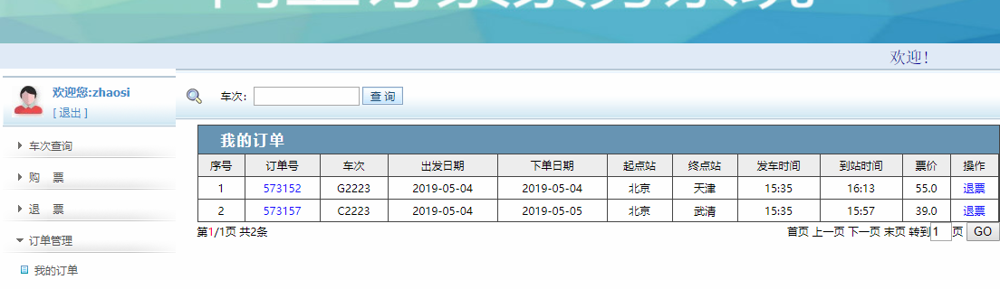 欢迎！
欢迎您:zhaosi
[ 退出 ]
车次查询
购 票
退 票
订单管理
我的订单
车次： 查 询
我的订单
序号 订单号 车次 出发日期 下单日期 起点站 终点站 发车时间 到站时间 票价 操作
1 573152 G2223 2019-05-04 2019-05-04 北京 天津 15:35 16:13 55.0 退票
2 573157 C2223 2019-05-04 2019-05-05 北京 武清 15:35 15:57 39.0 退票
第1/1页 共2条 首页 上一页 下一页 末页 转到 1 页 GO